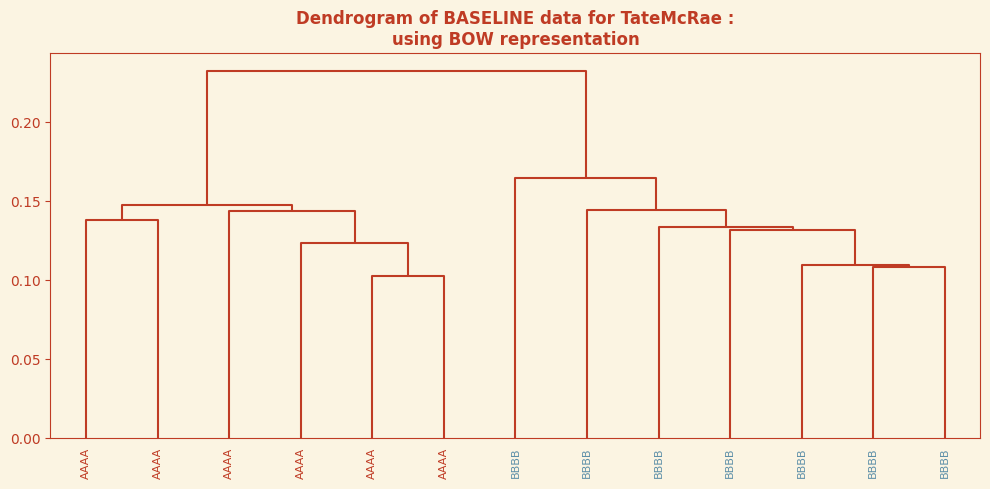 Dendrogram of BASELINE data for TateMcRae :
using BOW representation
0.20
0.15
0.10
0.05
0.00
AAAA AAAA AAAA AAAA AAAA AAAA BBBB BBBB BBBB BBBB BBBB BBBB BBBB